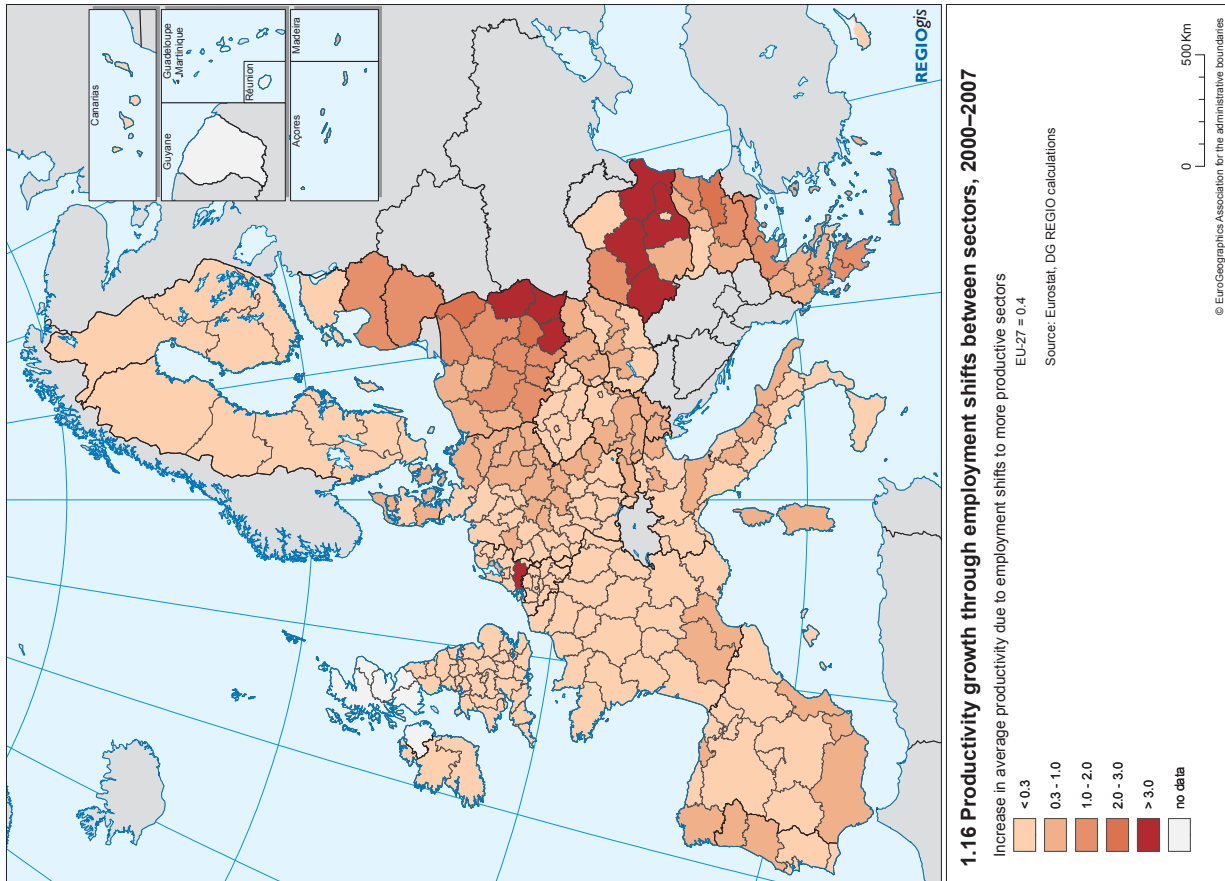 Canarias
Guyane
Guadeloupe
Martinique
Réunion
Açores
Madeira
REGIOgis
1.16 Productivity growth through employment shifts between sectors, 2000–2007
Increase in average productivity due to employment shifts to more productive sectors
< 0.3
0.3 - 1.0
1.0 - 2.0
2.0 - 3.0
> 3.0
no data
EU-27 = 0.4
Source: Eurostat, DG REGIO calculations
0 500 Km
© EuroGeographics Association for the administrative boundaries